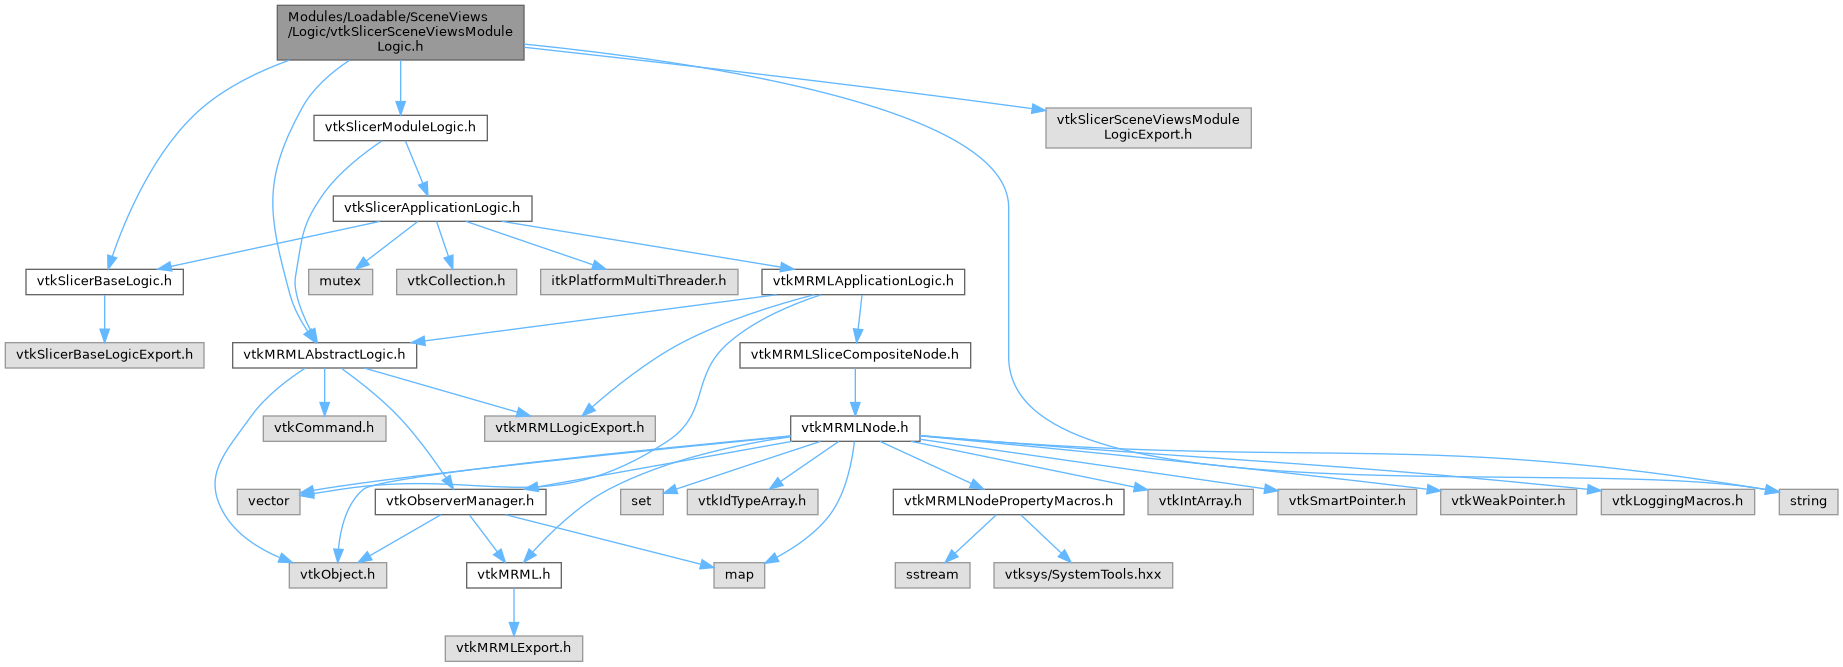 Modules/Loadable/SceneViews
/Logic/vtkSlicerSceneViewsModule
Logic.h
vtkSlicerModuleLogic.h
vtkSlicerSceneViewsModule
LogicExport.h
vtkSlicerApplicationLogic.h
vtkSlicerBaseLogic.h
mutex
vtkCollection.h
itkPlatformMultiThreader.h
vtkMRMLApplicationLogic.h
vtkSlicerBaseLogicExport.h
vtkMRMLAbstractLogic.h
vtkMRMLSliceCompositeNode.h
vtkCommand.h
vtkMRMLLogicExport.h
vtkMRMLNode.h
vector
vtkObserverManager.h
set
vtkIdTypeArray.h
vtkMRMLNodePropertyMacros.h
vtkIntArray.h
vtkSmartPointer.h
vtkWeakPointer.h
vtkLoggingMacros.h
string
vtkObject.h
vtkMRML.h
map
sstream
vtksys/SystemTools.hxx
vtkMRMLExport.h